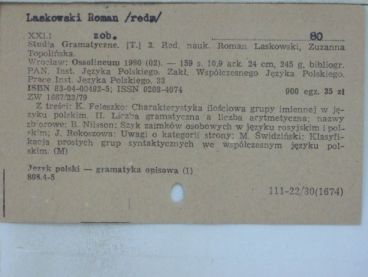 Laskowski Roman /redn/
XXI.1 zob. 80
Studia Gramatyczne. [T.] 3. Red. nauk. Roman Laskowski, Zuzanna
Topolińska.
Wrocław: Ossolineum 1980 (02). — 159 s. 10,9 ark. 24 cm, 245 g, bibliogr.
PAN. Inst. Języka Polskiego. Zakł. Współczesnego Języka Polskiego.
Prace Inst. Języka Polskiego, 33
ISBN 83-04-00492-5; ISSN 0208-4074 900 egz. 35 zł
ZW 1687/23/79
Z treści: K. Feleszko: Charakterystyka ilościowa grupy imiennej w ję-
zyku polskim. II. Liczba gramatyczna a liczba arytmetyczna; nazwy
zbiorowe; B. Nilsson: Szyk zaimków osobowych w języku rosyjskim i pol-
skim; J. Rokoszowa: Uwagi o kategorii strony; M. Świdziński: Klasyfi-
kacja prostych grup syntaktycznych we współczesnym języku pol-
skim. (M)
Język polski — gramatyka opisowa (1)
808.4-5
111-22/30(1674)